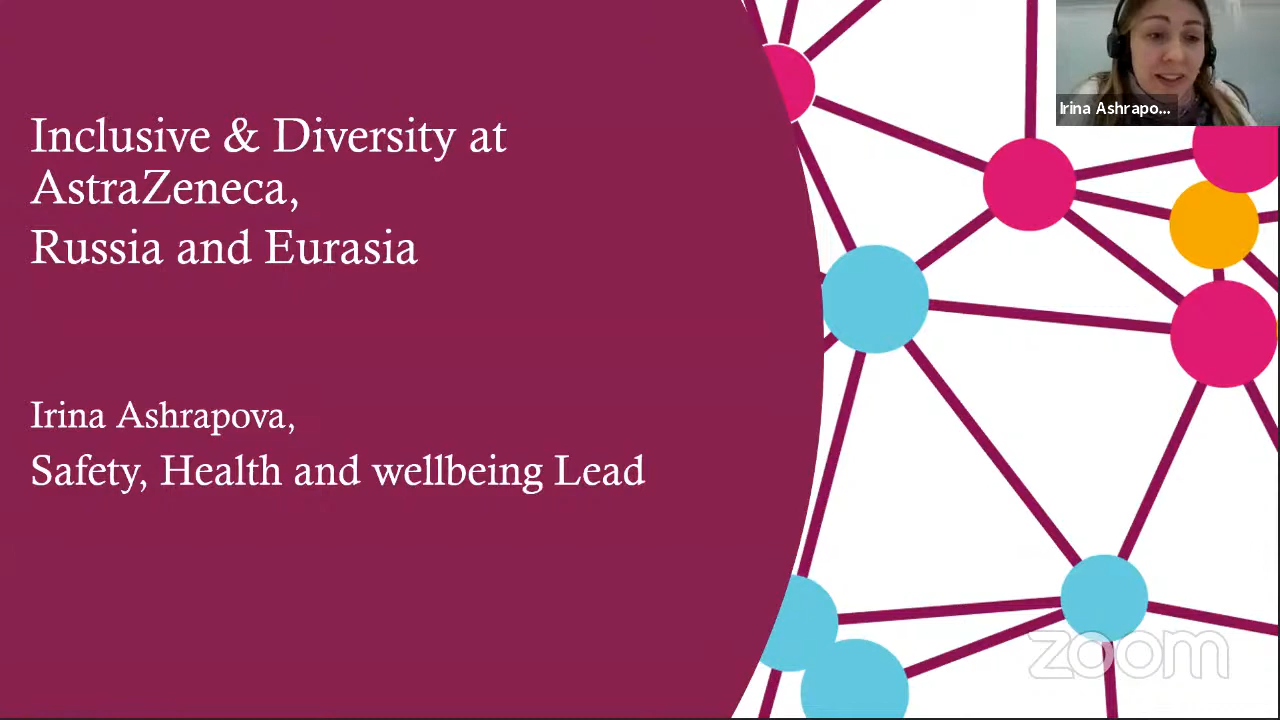 Inclusive & Diversity at
AstraZeneca,
Russia and Eurasia
Irina Ashrapova,
Safety, Health and wellbeing Lead
Irina Ashrapo...
zoom